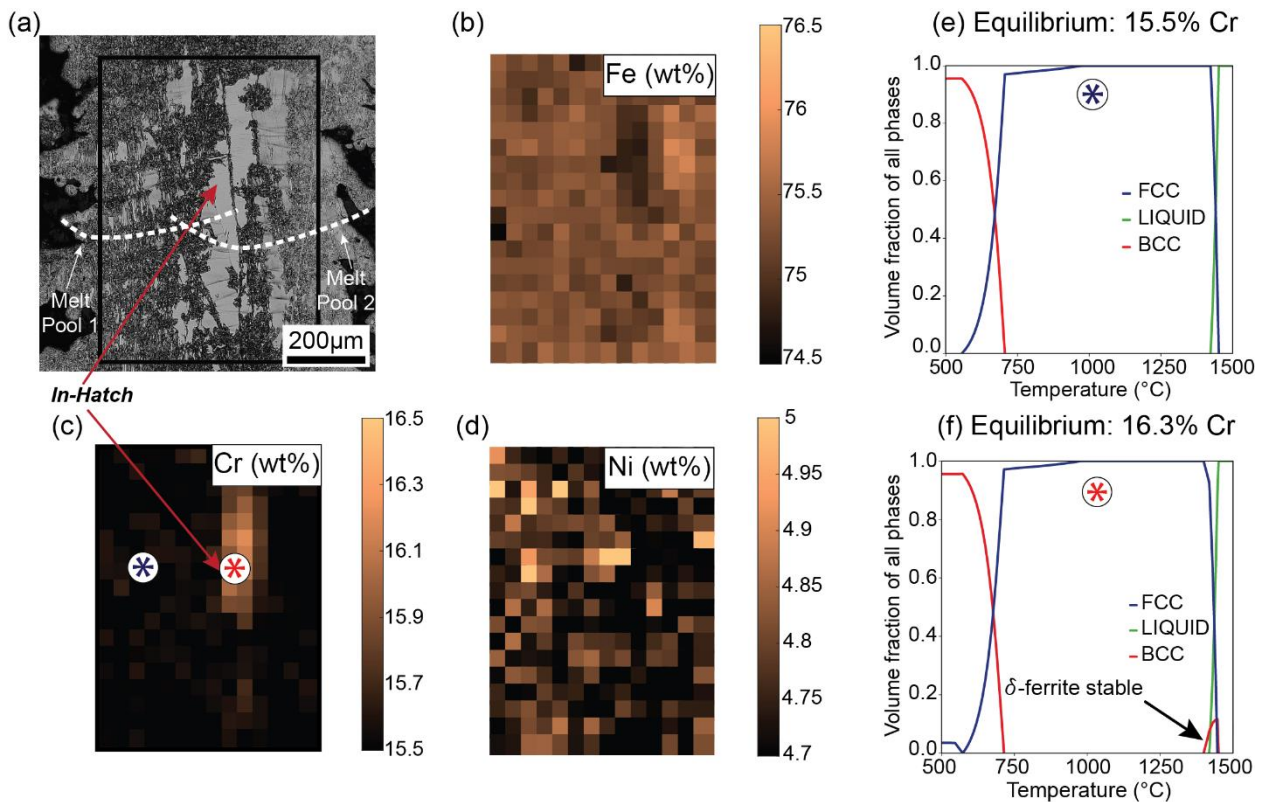 (a)
Melt
Pool 1
Melt
Pool 2
200µm
In-Hatch
(b)
Fe (wt%)
76.5
76
75.5
75
74.5
(c)
Cr (wt%)
*
*
16.5
16.3
16.1
15.9
15.7
15.5
(d)
Ni (wt%)
5
4.95
4.9
4.85
4.8
4.75
4.7
(e) Equilibrium: 15.5% Cr
Volume fraction of all phases
1.0
0.8
0.6
0.4
0.2
0.0
*
FCC
LIQUID
BCC
500 750 1000 1250 1500
Temperature (°C)
(f) Equilibrium: 16.3% Cr
Volume fraction of all phases
1.0
0.8
0.6
0.4
0.2
0.0
*
FCC
LIQUID
BCC
δ-ferrite stable
500 750 1000 1250 1500
Temperature (°C)